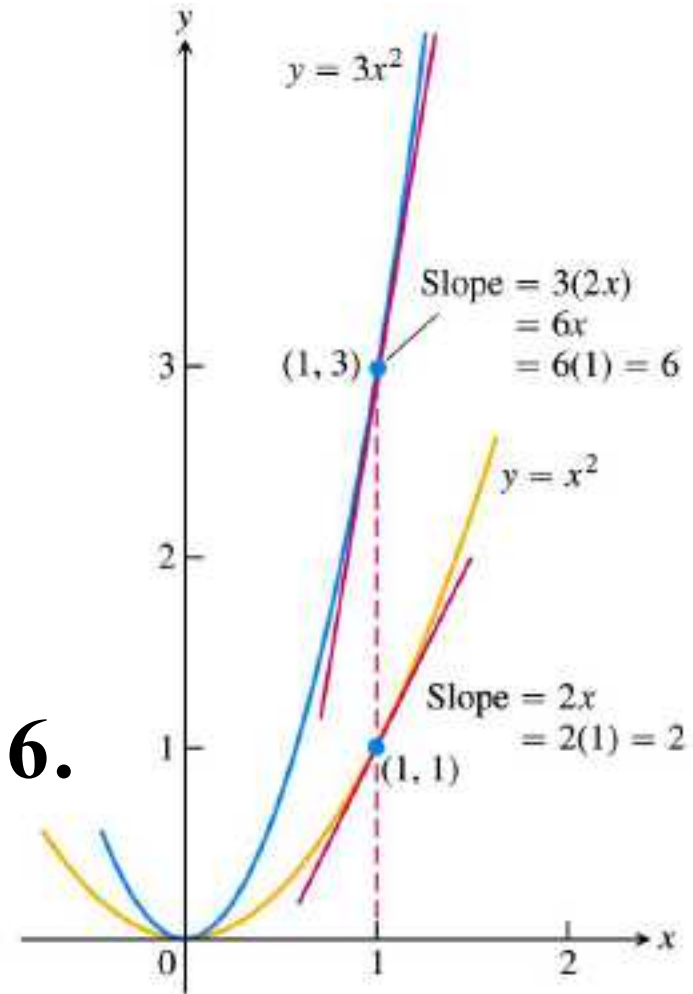 y
y = 3x²
Slope = 3(2x)
= 6x
= 6(1) = 6
(1, 3)
3
y = x²
2
Slope = 2x
= 2(1) = 2
6.
1
(1, 1)
0
1
2
x